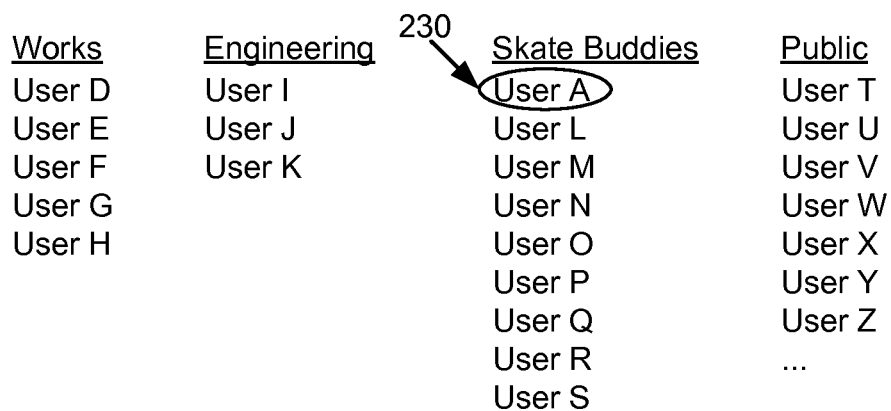 230
Works Engineering Skate Buddies Public
User D User I User A User T
User E User J User L User U
User F User K User M User V
User G User N User W
User H User O User X
User P User Y
User Q User Z
User R ...
User S